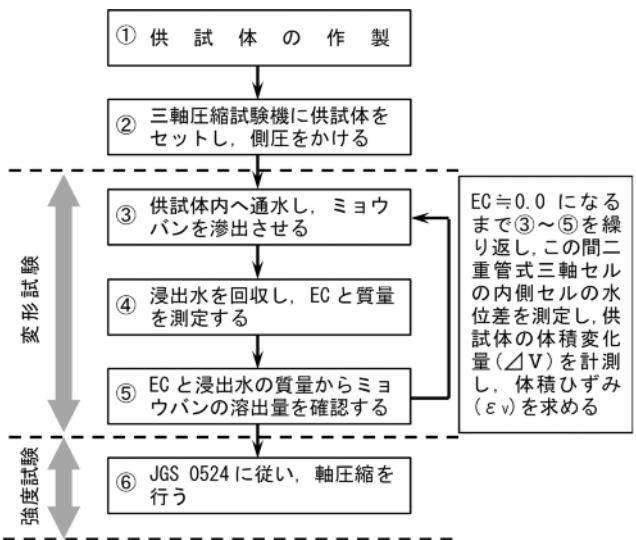 ① 供試体の作製
② 三軸圧縮試験機に供試体を
セットし，側圧をかける
変形試験
③ 供試体内へ通水し，ミョウ
バンを滲出させる
④ 浸出水を回収し，ECと質量
を測定する
⑤ ECと浸出水の質量からミョ
ウバンの溶出量を確認する
EC≒0.0 になる
まで③～⑤を繰
り返し，この間二
重管式三軸セル
の内側セルの水
位差を測定し，供
試体の体積変化
量(⊿V)を計測
し，体積ひずみ
(εv)を求める
強度試験
⑥ JGS 0524に従い，軸圧縮を
行う